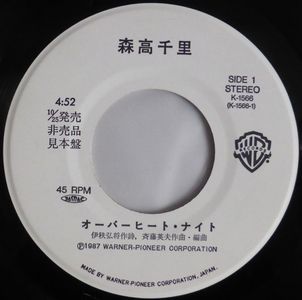 森高千里
SIDE 1
STEREO
K-1566
(K-1566-1)
4:52
10/25発売
非売品
見本盤
45 RPM
オーバーヒート・ナイト
伊秩弘将作詩、斉藤英夫作曲・編曲
Ⓟ1987 WARNER-PIONEER CORPORATION
MADE BY WARNER-PIONEER CORPORATION, JAPAN.